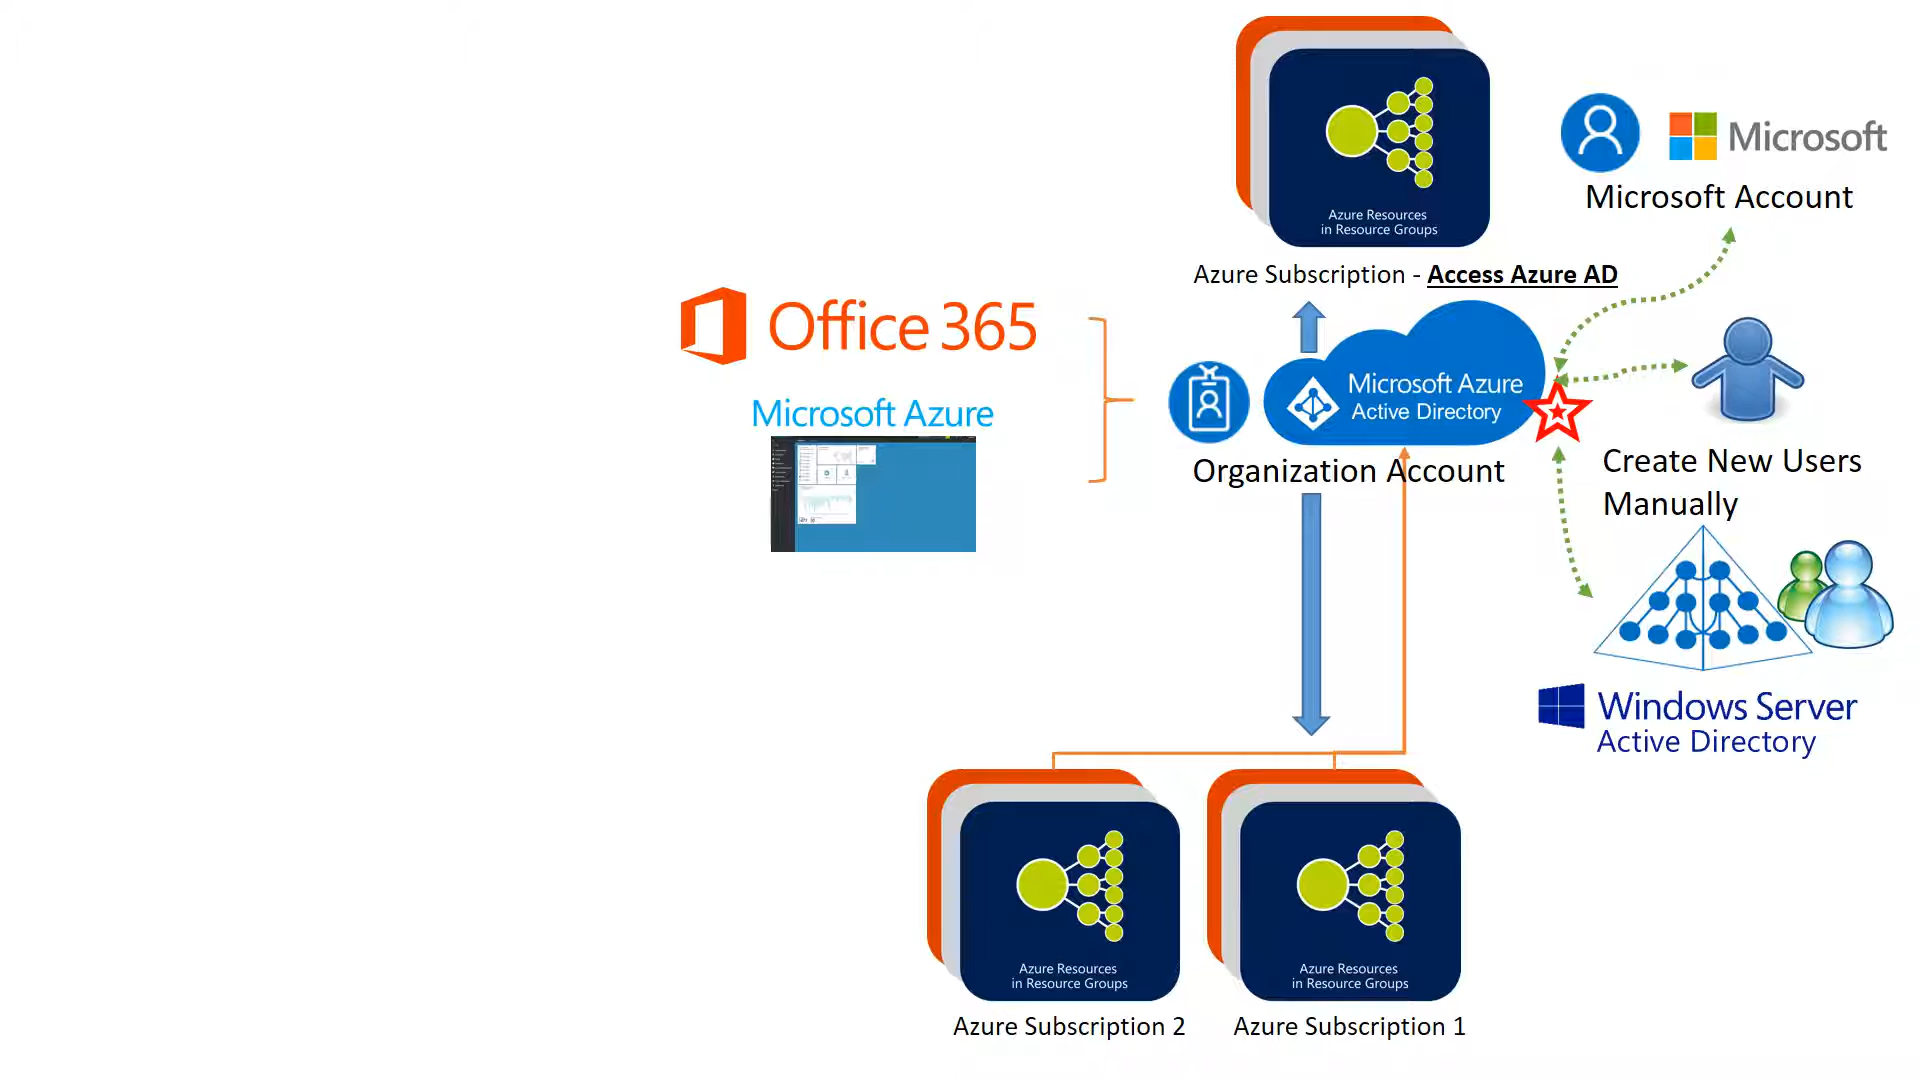 Azure Resources
in Resource Groups
Azure Subscription - Access Azure AD
Microsoft
Microsoft Account
Office 365
Microsoft Azure
Microsoft Azure
Active Directory
Organization Account
Create New Users
Manually
Windows Server
Active Directory
Azure Resources
in Resource Groups
Azure Subscription 2
Azure Resources
in Resource Groups
Azure Subscription 1